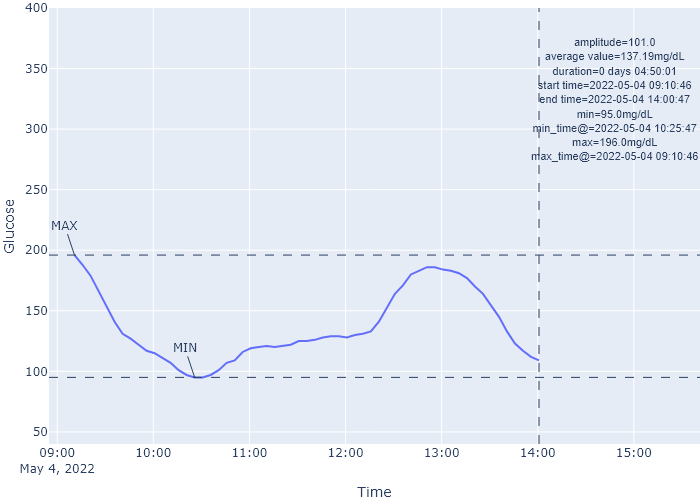 400
350
300
250
200
150
100
50
Glucose
MAX
MIN
amplitude=101.0
average value=137.19mg/dL
duration=0 days 04:50:01
start time=2022-05-04 09:10:46
end time=2022-05-04 14:00:47
min=95.0mg/dL
min_time@=2022-05-04 10:25:47
max=196.0mg/dL
max_time@=2022-05-04 09:10:46
09:00 10:00 11:00 12:00 13:00 14:00 15:00
May 4, 2022
Time